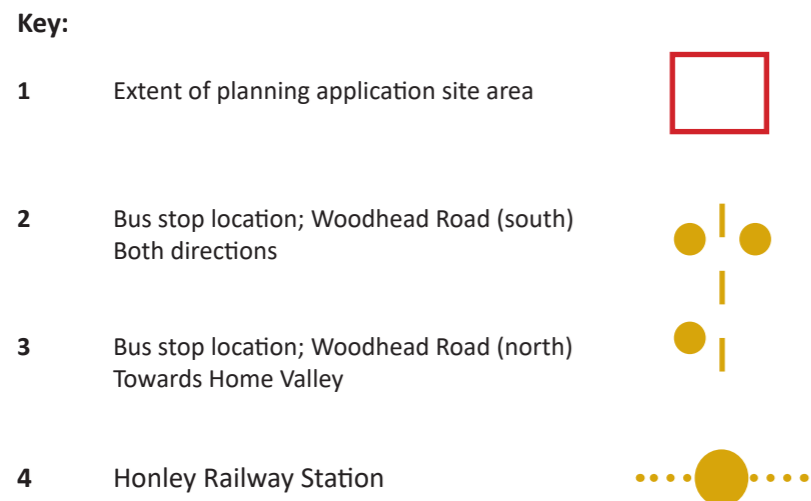 Key:
1 Extent of planning application site area
2 Bus stop location; Woodhead Road (south)
Both directions
3 Bus stop location; Woodhead Road (north)
Towards Home Valley
4 Honley Railway Station